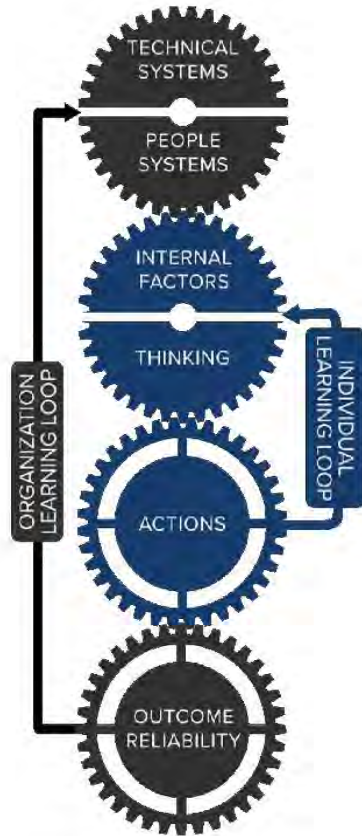 TECHNICAL
SYSTEMS
PEOPLE
SYSTEMS
INTERNAL
FACTORS
THINKING
INDIVIDUAL
LEARNING LOOP
ORGANIZATION
LEARNING LOOP
ACTIONS
OUTCOME
RELIABILITY